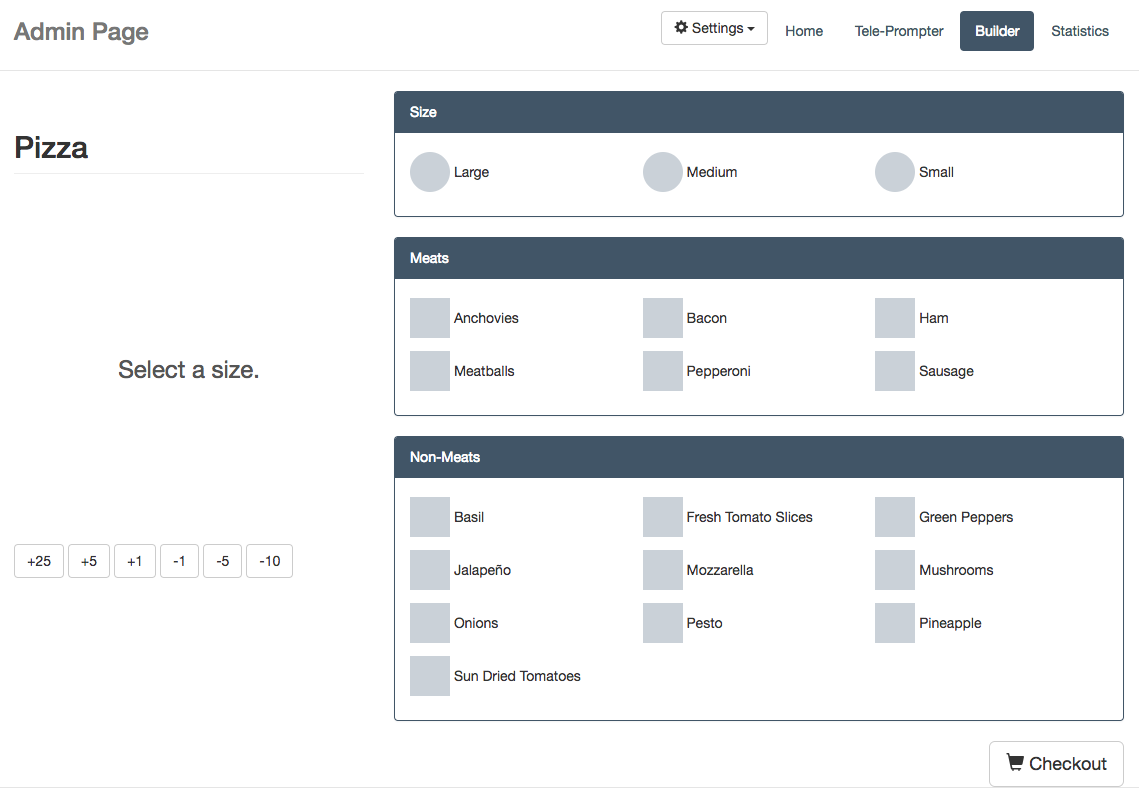 Admin Page
Settings Home Tele-Prompter Builder Statistics
Pizza
Select a size.
+25 +5 +1 -1 -5 -10
Size
Large Medium Small
Meats
Anchovies Bacon Ham
Meatballs Pepperoni Sausage
Non-Meats
Basil Fresh Tomato Slices Green Peppers
Jalapeño Mozzarella Mushrooms
Onions Pesto Pineapple
Sun Dried Tomatoes
Checkout